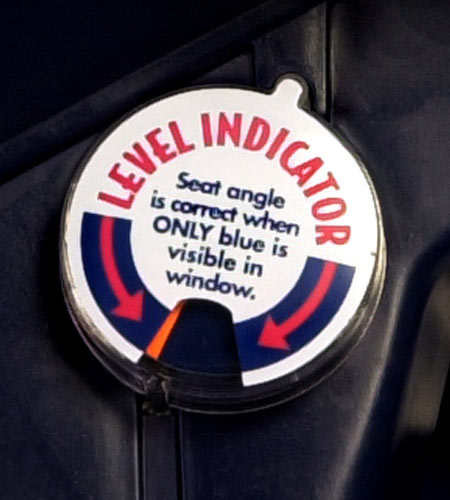 LEVEL INDICATOR
Seat angle
is correct when
ONLY blue is
visible in
window.